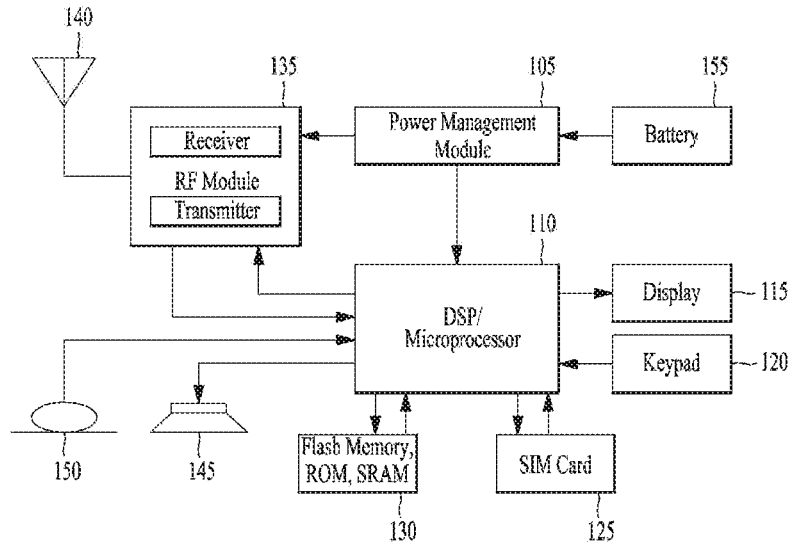 140
135
105
155
Receiver
RF Module
Transmitter
Power Management
Module
Battery
110
DSP/
Microprocessor
Display
115
Keypad
120
150
145
Flash Memory,
ROM, SRAM
130
SIM Card
125